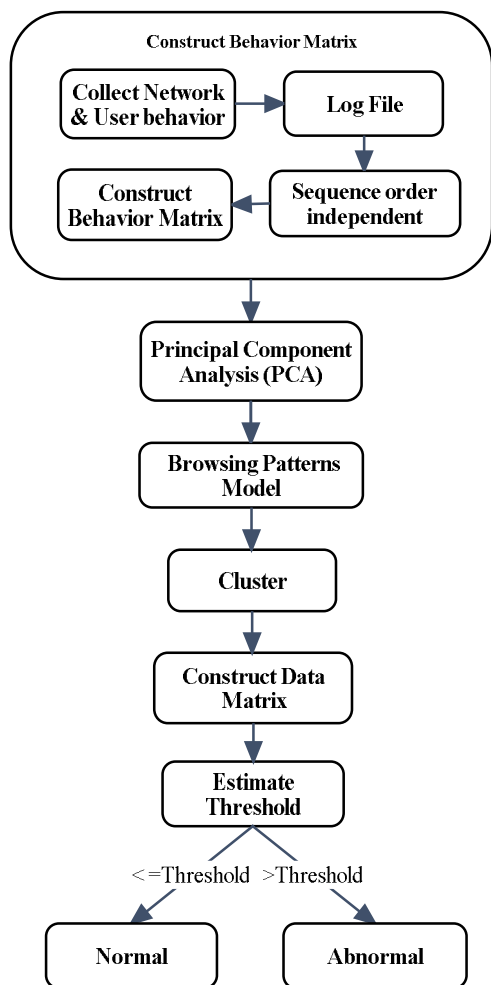 Construct Behavior Matrix
Collect Network
& User behavior
Log File
Sequence order
independent
Construct
Behavior Matrix
Principal Component
Analysis (PCA)
Browsing Patterns
Model
Cluster
Construct Data
Matrix
Estimate
Threshold
<=Threshold
>Threshold
Normal
Abnormal